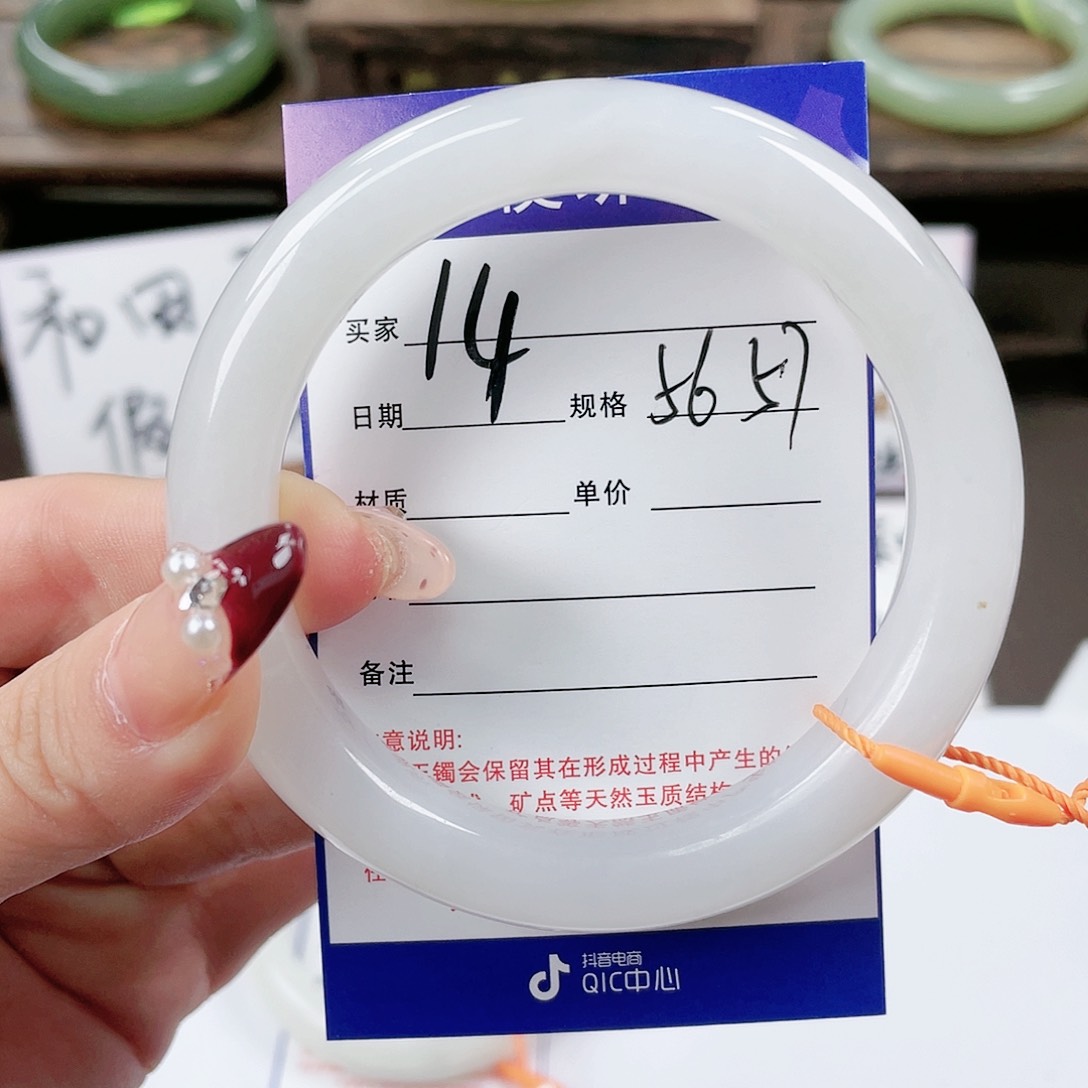 和田
假
买家 14
日期 规格 56 57
材质 单价
备注
意说明:
玉镯会保留其在形成过程中产生的
矿点等天然玉质结构
抖音电商
QIC中心